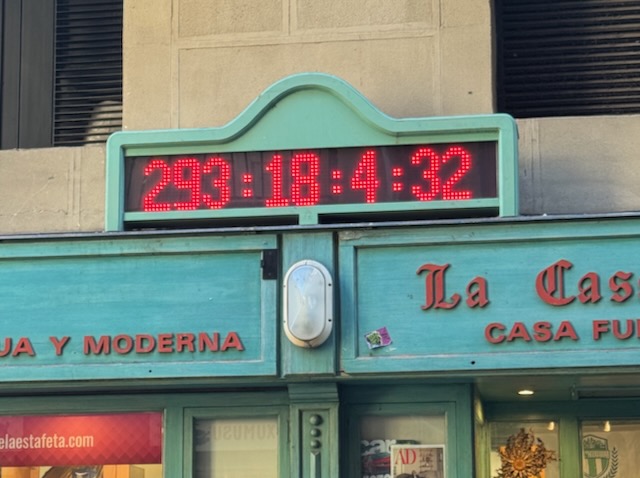 293:18:4:32
La Cas
UA Y MODERNA
CASA FU
elaestafeta.com
AD